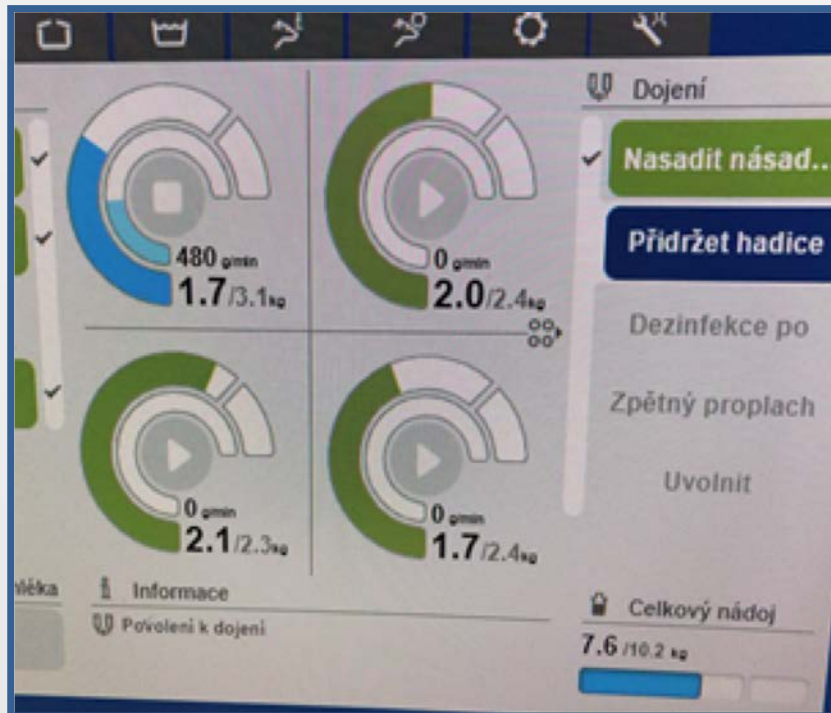 480 g/min
1.7/3.1kg
0 g/min
2.0/2.4kg
0 g/min
2.1/2.3kg
0 g/min
1.7/2.4kg
Informace
Povolení k dojení
Dojení
Nasadit násad...
Přidržet hadice
Dezinfekce po
Zpětný proplach
Uvolnit
Celkový nádoj
7.6/10.2 kg